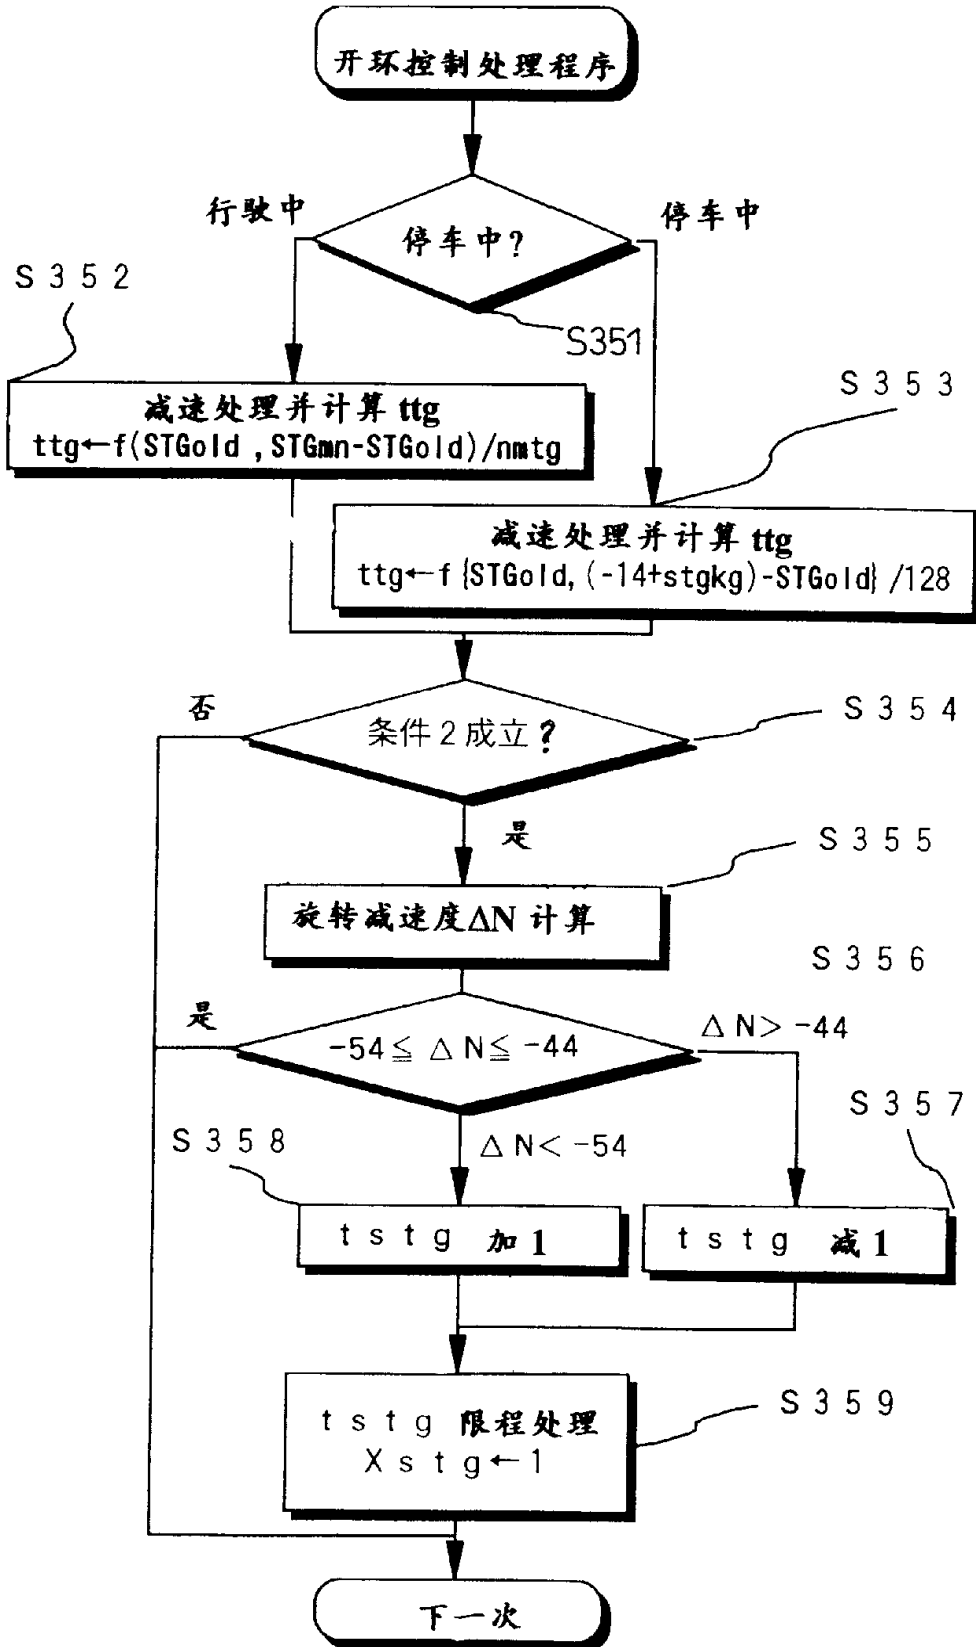 开环控制处理程序
行驶中
停车中
停车中?
S352
S351
S353
减速处理并计算 ttg
ttg←f(STGold,STGmn-STGold)/nmtg
减速处理并计算 ttg
ttg←f{STGold,(-14+stgkg)-STGold}/128
否
条件2成立?
S354
是
S355
旋转减速度ΔN 计算
S356
是
-54≦ΔN≦-44
ΔN>-44
S357
S358
ΔN<-54
tstg 加1
tstg 减1
tstg 限程处理
Xstg←1
S359
下一次